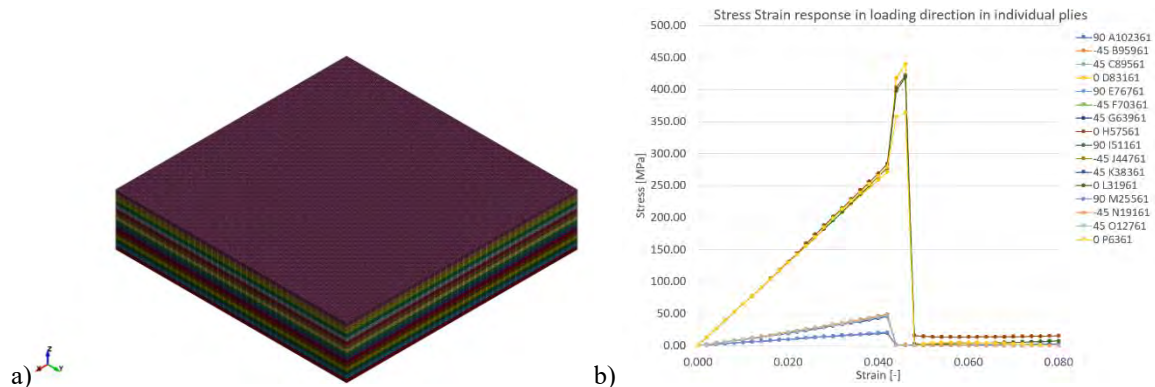 a)
Z
X
Y
b)
Stress Strain response in loading direction in individual plies
Stress [MPa]
500.00
450.00
400.00
350.00
300.00
250.00
200.00
150.00
100.00
50.00
0.00
0.000
0.020
0.040
0.060
0.080
Strain [-]
90 A102361
-45 B95961
45 C89561
0 D83161
90 E76761
-45 F70361
45 G63961
0 H57561
90 I51161
-45 J44761
45 K38361
0 L31961
90 M25561
-45 N19161
45 O12761
0 P6361